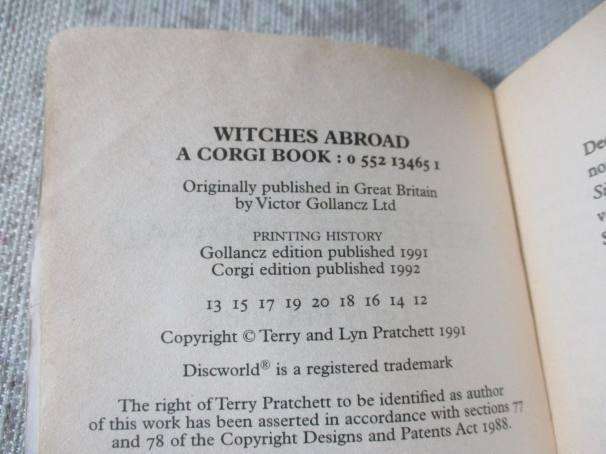 WITCHES ABROAD
A CORGI BOOK : 0 552 13465 1
Originally published in Great Britain
by Victor Gollancz Ltd
PRINTING HISTORY
Gollancz edition published 1991
Corgi edition published 1992
13 15 17 19 20 18 16 14 12
Copyright © Terry and Lyn Pratchett 1991
Discworld® is a registered trademark
The right of Terry Pratchett to be identified as author
of this work has been asserted in accordance with sections 77
and 78 of the Copyright Designs and Patents Act 1988.